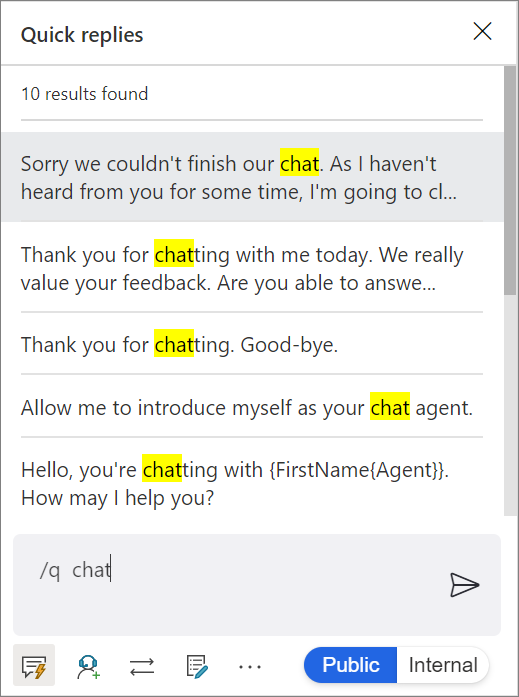 Quick replies
10 results found
Sorry we couldn't finish our chat. As I haven't
heard from you for some time, I'm going to cl...
Thank you for chatting with me today. We really
value your feedback. Are you able to answe...
Thank you for chatting. Good-bye.
Allow me to introduce myself as your chat agent.
Hello, you're chatting with {FirstName{Agent}}.
How may I help you?
/q  chat
Public Internal